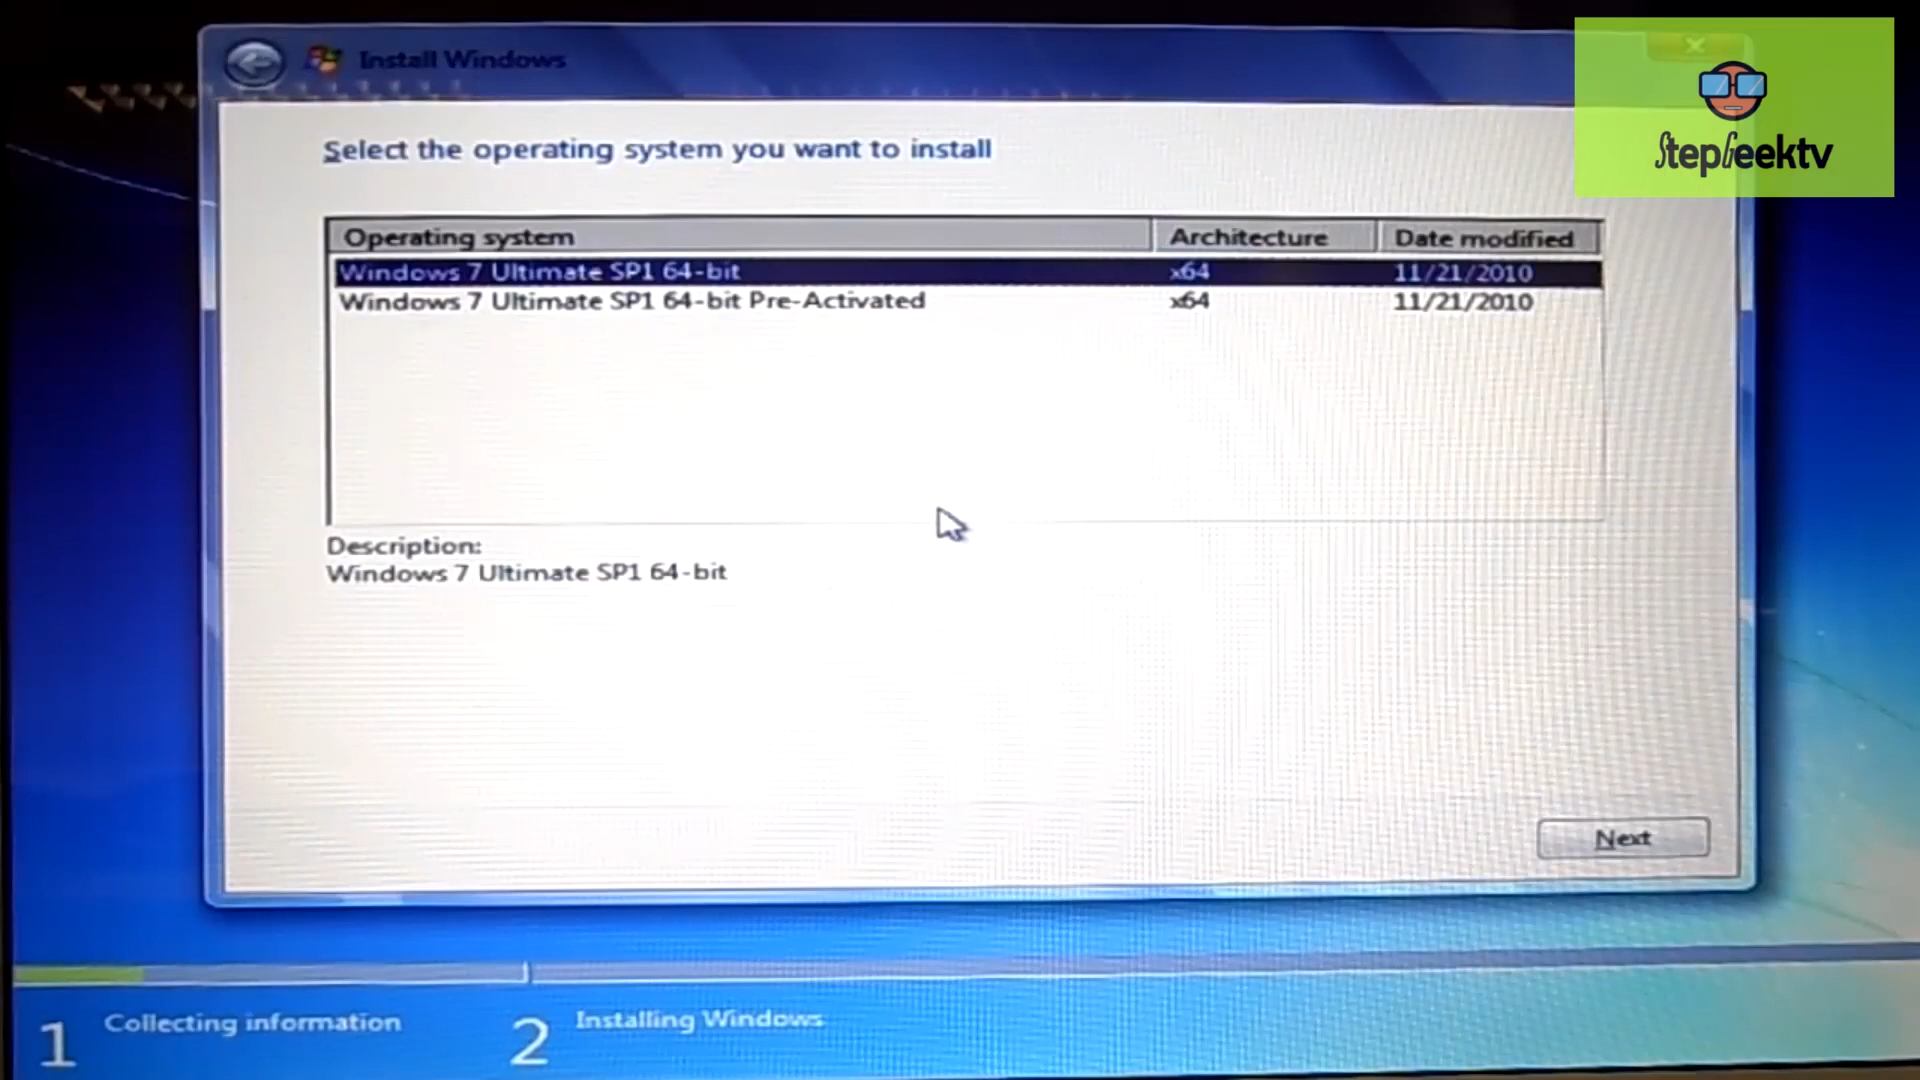 Install Windows
StepGeektv
Select the operating system you want to install
Operating system Architecture Date modified
Windows 7 Ultimate SP1 64-bit x64 11/21/2010
Windows 7 Ultimate SP1 64-bit Pre-Activated x64 11/21/2010
Description:
Windows 7 Ultimate SP1 64-bit
Next
1 Collecting information 2 Installing Windows